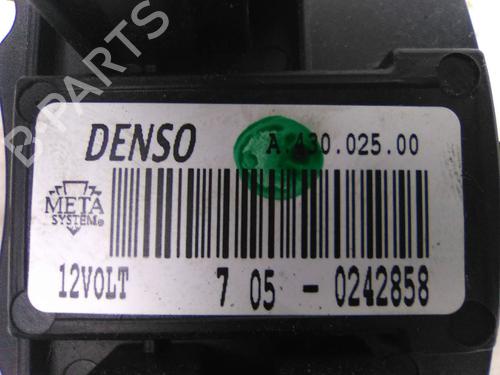 DENSO
A.430.025.00
META
SYSTEM®
12VOLT
7 05 - 0242858
B-PARTS